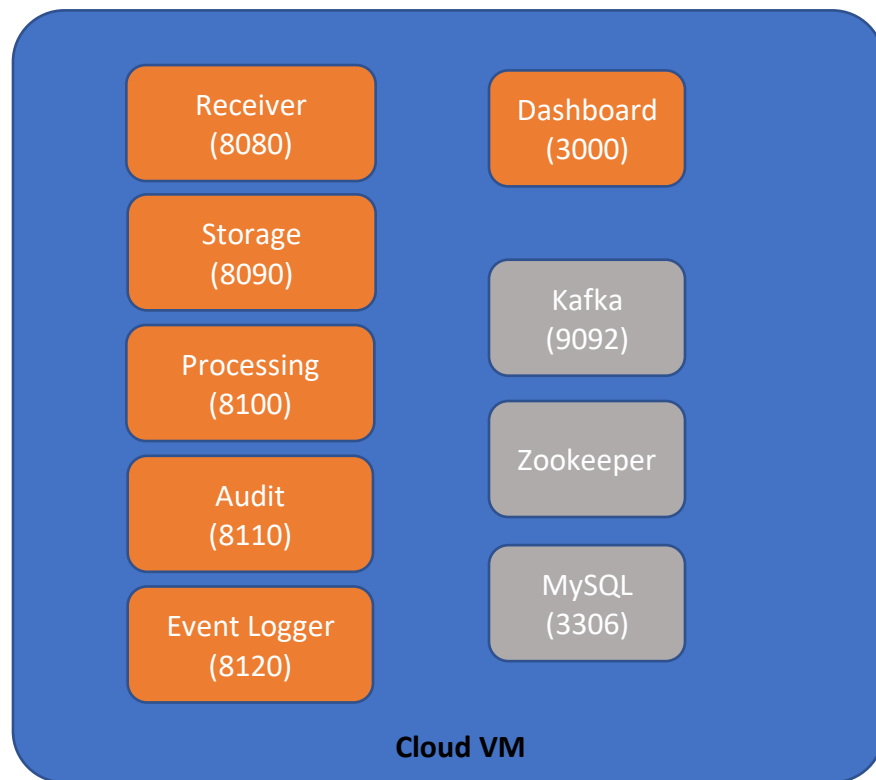 Receiver
(8080)
Storage
(8090)
Processing
(8100)
Audit
(8110)
Event Logger
(8120)
Dashboard
(3000)
Kafka
(9092)
Zookeeper
MySQL
(3306)
Cloud VM